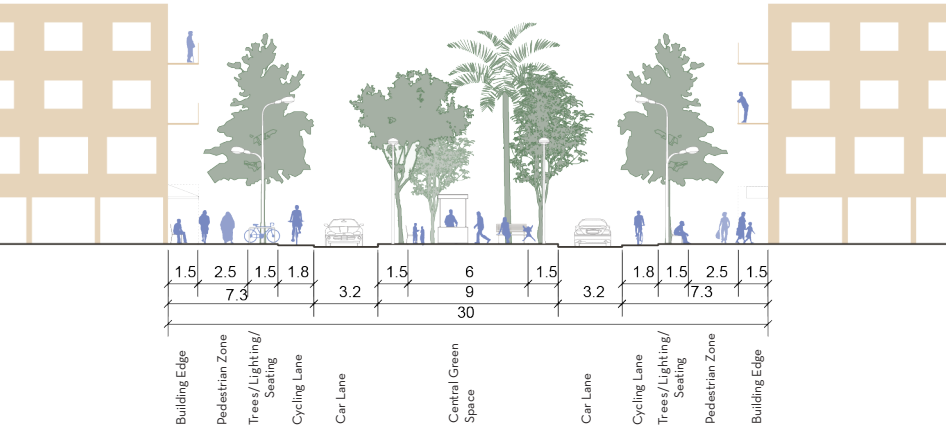 1.5 2.5 1.5 1.8 1.5 6 1.5 1.8 1.5 2.5 1.5
7.3 3.2 9 3.2 7.3
30
Building Edge
Pedestrian Zone
Trees/ Lighting/
Seating
Cycling Lane
Car Lane
Central Green
Space
Car Lane
Cycling Lane
Trees/ Lighting/
Seating
Pedestrian Zone
Building Edge